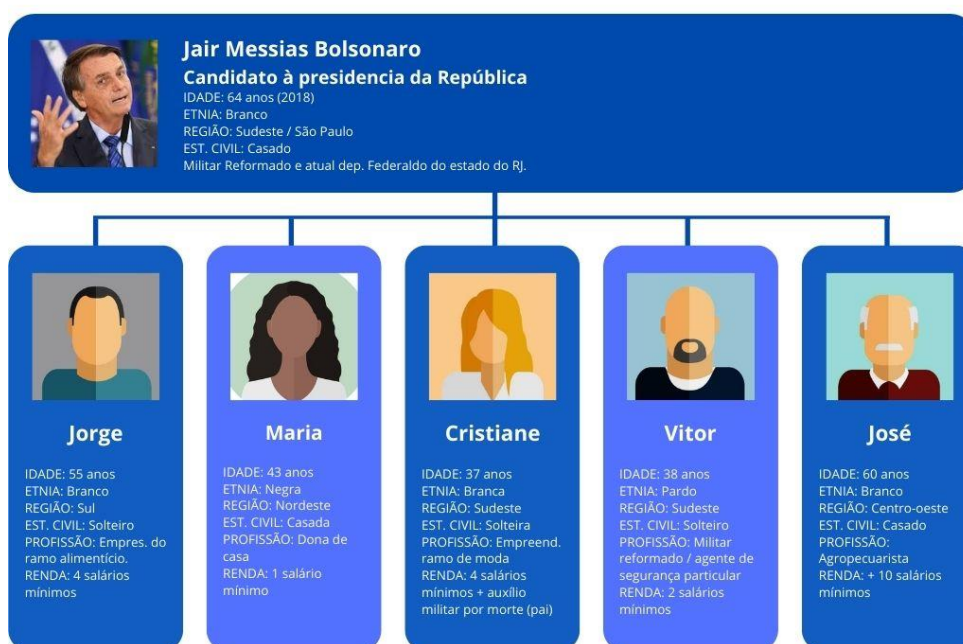 Jair Messias Bolsonaro
Candidato à presidencia da República
IDADE: 64 anos (2018)
ETNIA: Branco
REGIÃO: Sudeste / São Paulo
EST. CIVIL: Casado
Militar Reformado e atual dep. Federaldo do estado do RJ.
Jorge
IDADE: 55 anos
ETNIA: Branco
REGIÃO: Sul
EST. CIVIL: Solteiro
PROFISSÃO: Empres. do
ramo alimentício.
RENDA: 4 salários
mínimos
Maria
IDADE: 43 anos
ETNIA: Negra
REGIÃO: Nordeste
EST. CIVIL: Casada
PROFISSÃO: Dona de
casa
RENDA: 1 salário
mínimo
Cristiane
IDADE: 37 anos
ETNIA: Branca
REGIÃO: Sudeste
EST. CIVIL: Solteira
PROFISSÃO: Empreend.
ramo de moda
RENDA: 4 salários
mínimos + auxílio
militar por morte (pai)
Vitor
IDADE: 38 anos
ETNIA: Pardo
REGIÃO: Sudeste
EST. CIVIL: Solteiro
PROFISSÃO: Militar
reformado / agente de
segurança particular
RENDA: 2 salários
mínimos
José
IDADE: 60 anos
ETNIA: Branco
REGIÃO: Centro-oeste
EST. CIVIL: Casado
PROFISSÃO:
Agropecuarista
RENDA: + 10 salários
mínimos